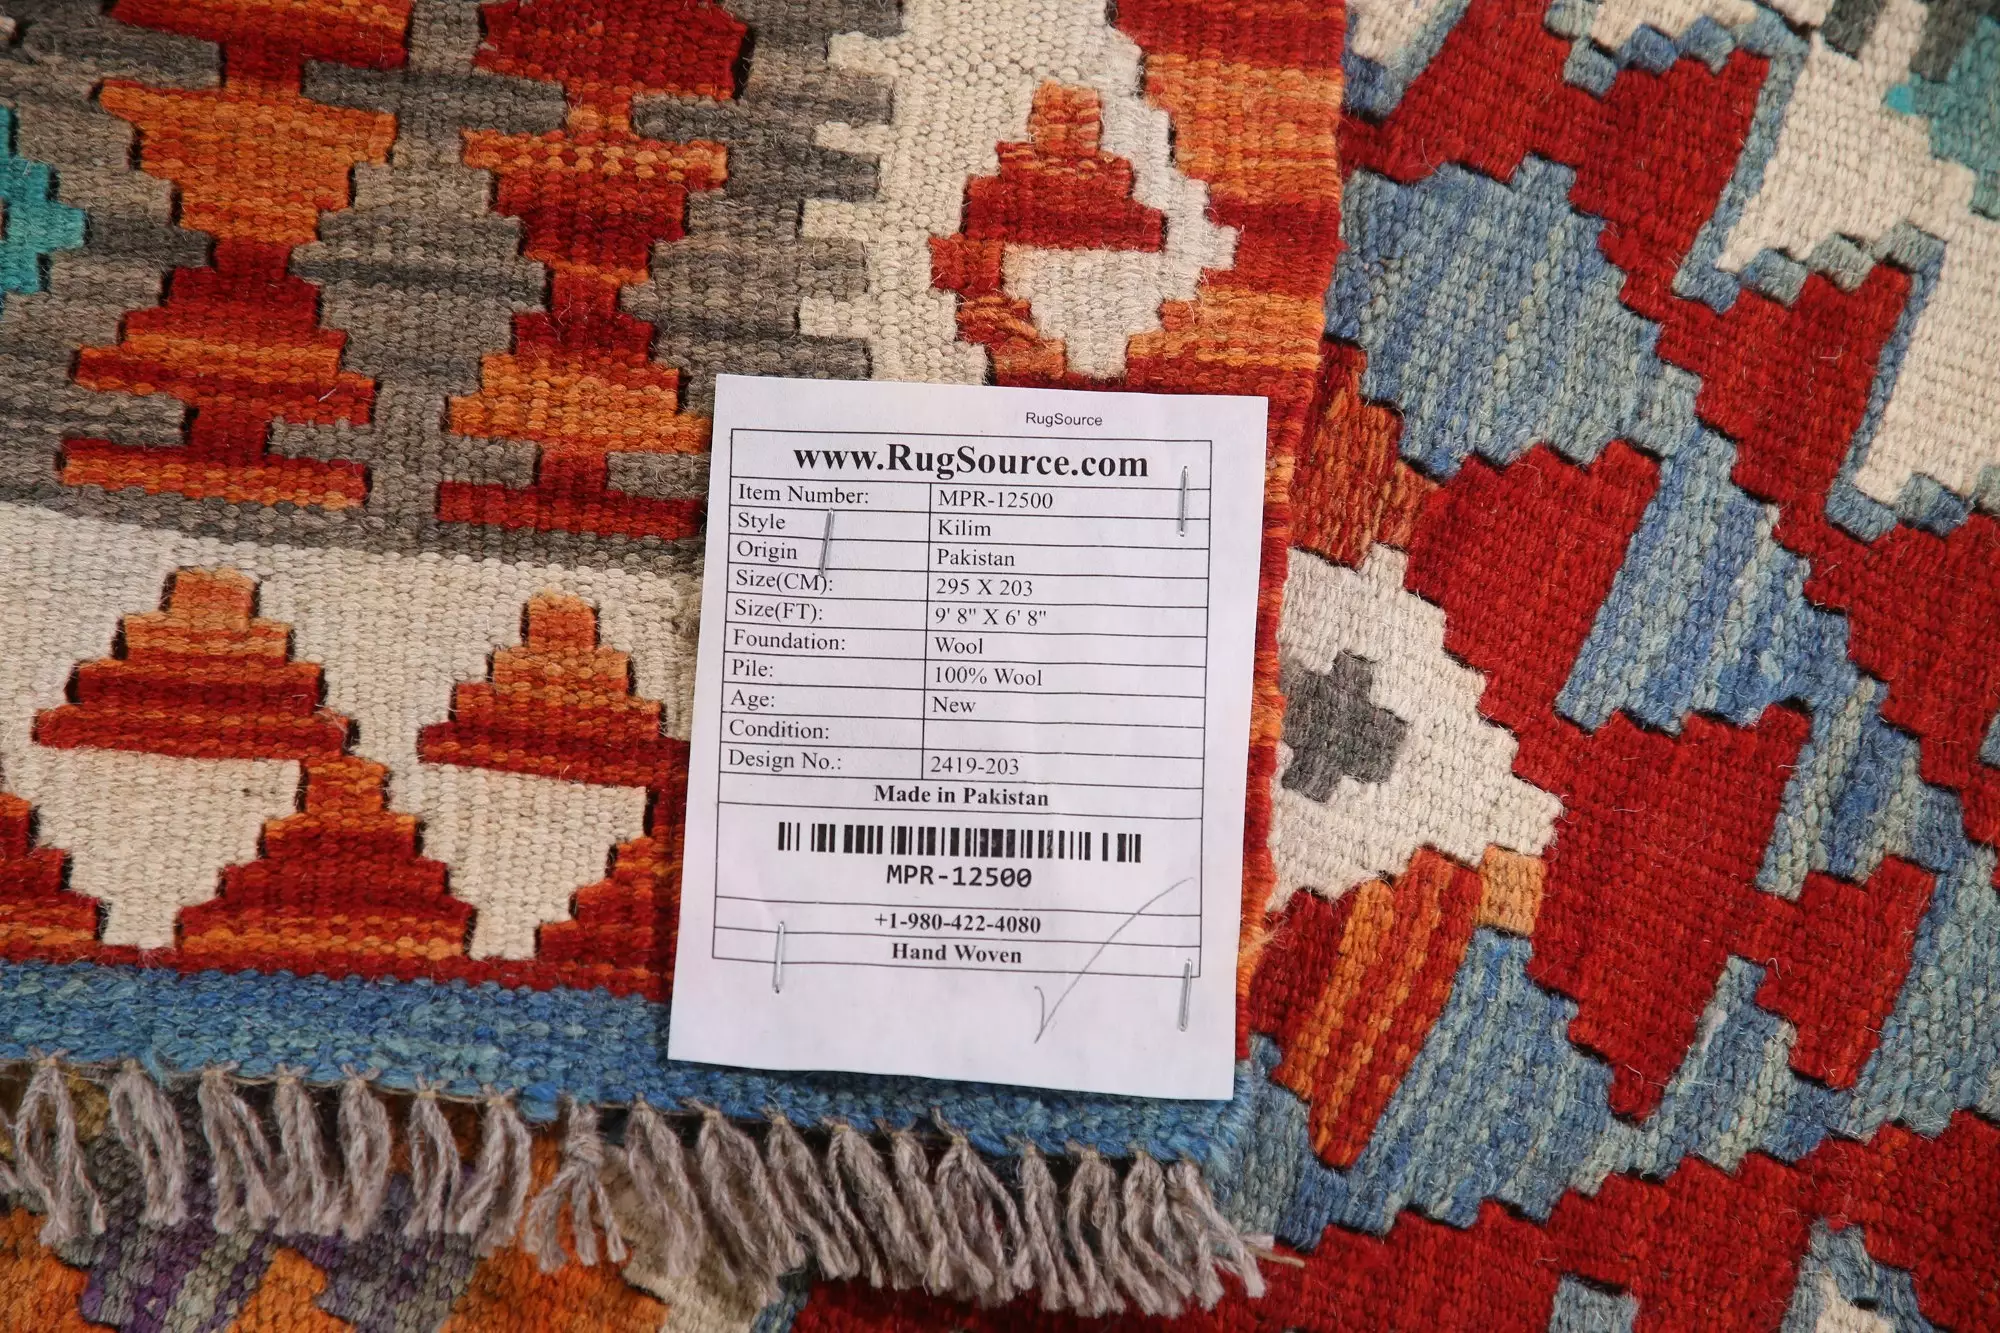 RugSource
www.RugSource.com
Item Number: MPR-12500
Style Kilim
Origin Pakistan
Size(CM): 295 X 203
Size(FT): 9' 8" X 6' 8"
Foundation: Wool
Pile: 100% Wool
Age: New
Condition:
Design No.: 2419-203
Made in Pakistan
MPR-12500
+1-980-422-4080
Hand Woven